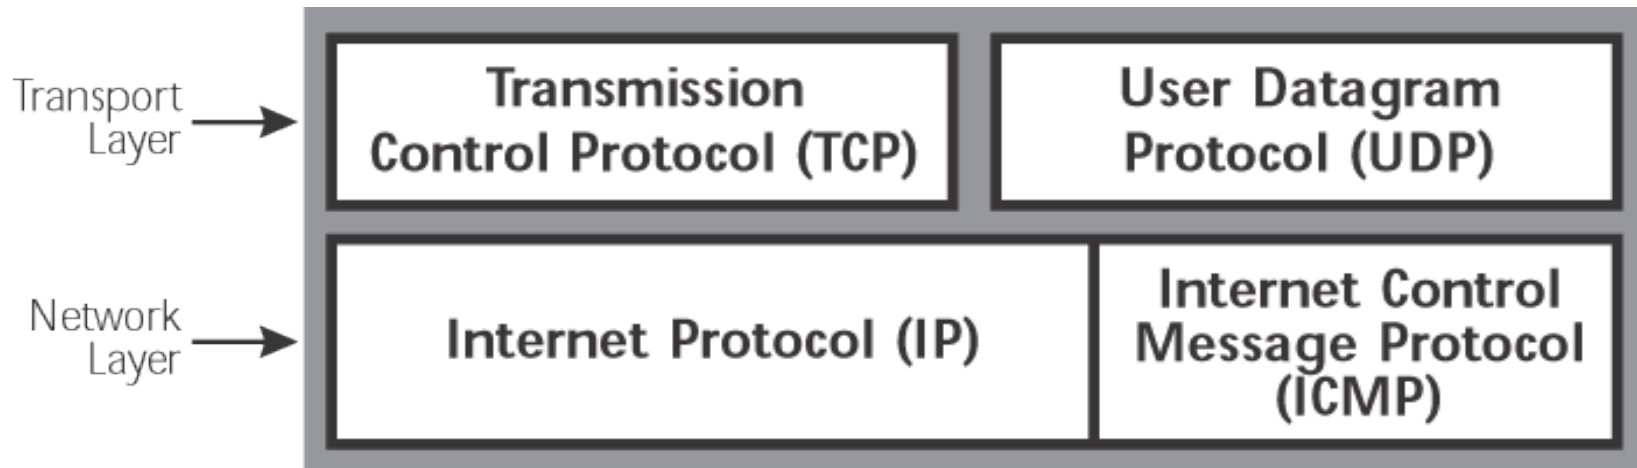 Transport
Layer
Transmission
Control Protocol (TCP)
User Datagram
Protocol (UDP)
Network
Layer
Internet Protocol (IP)
Internet Control
Message Protocol
(ICMP)